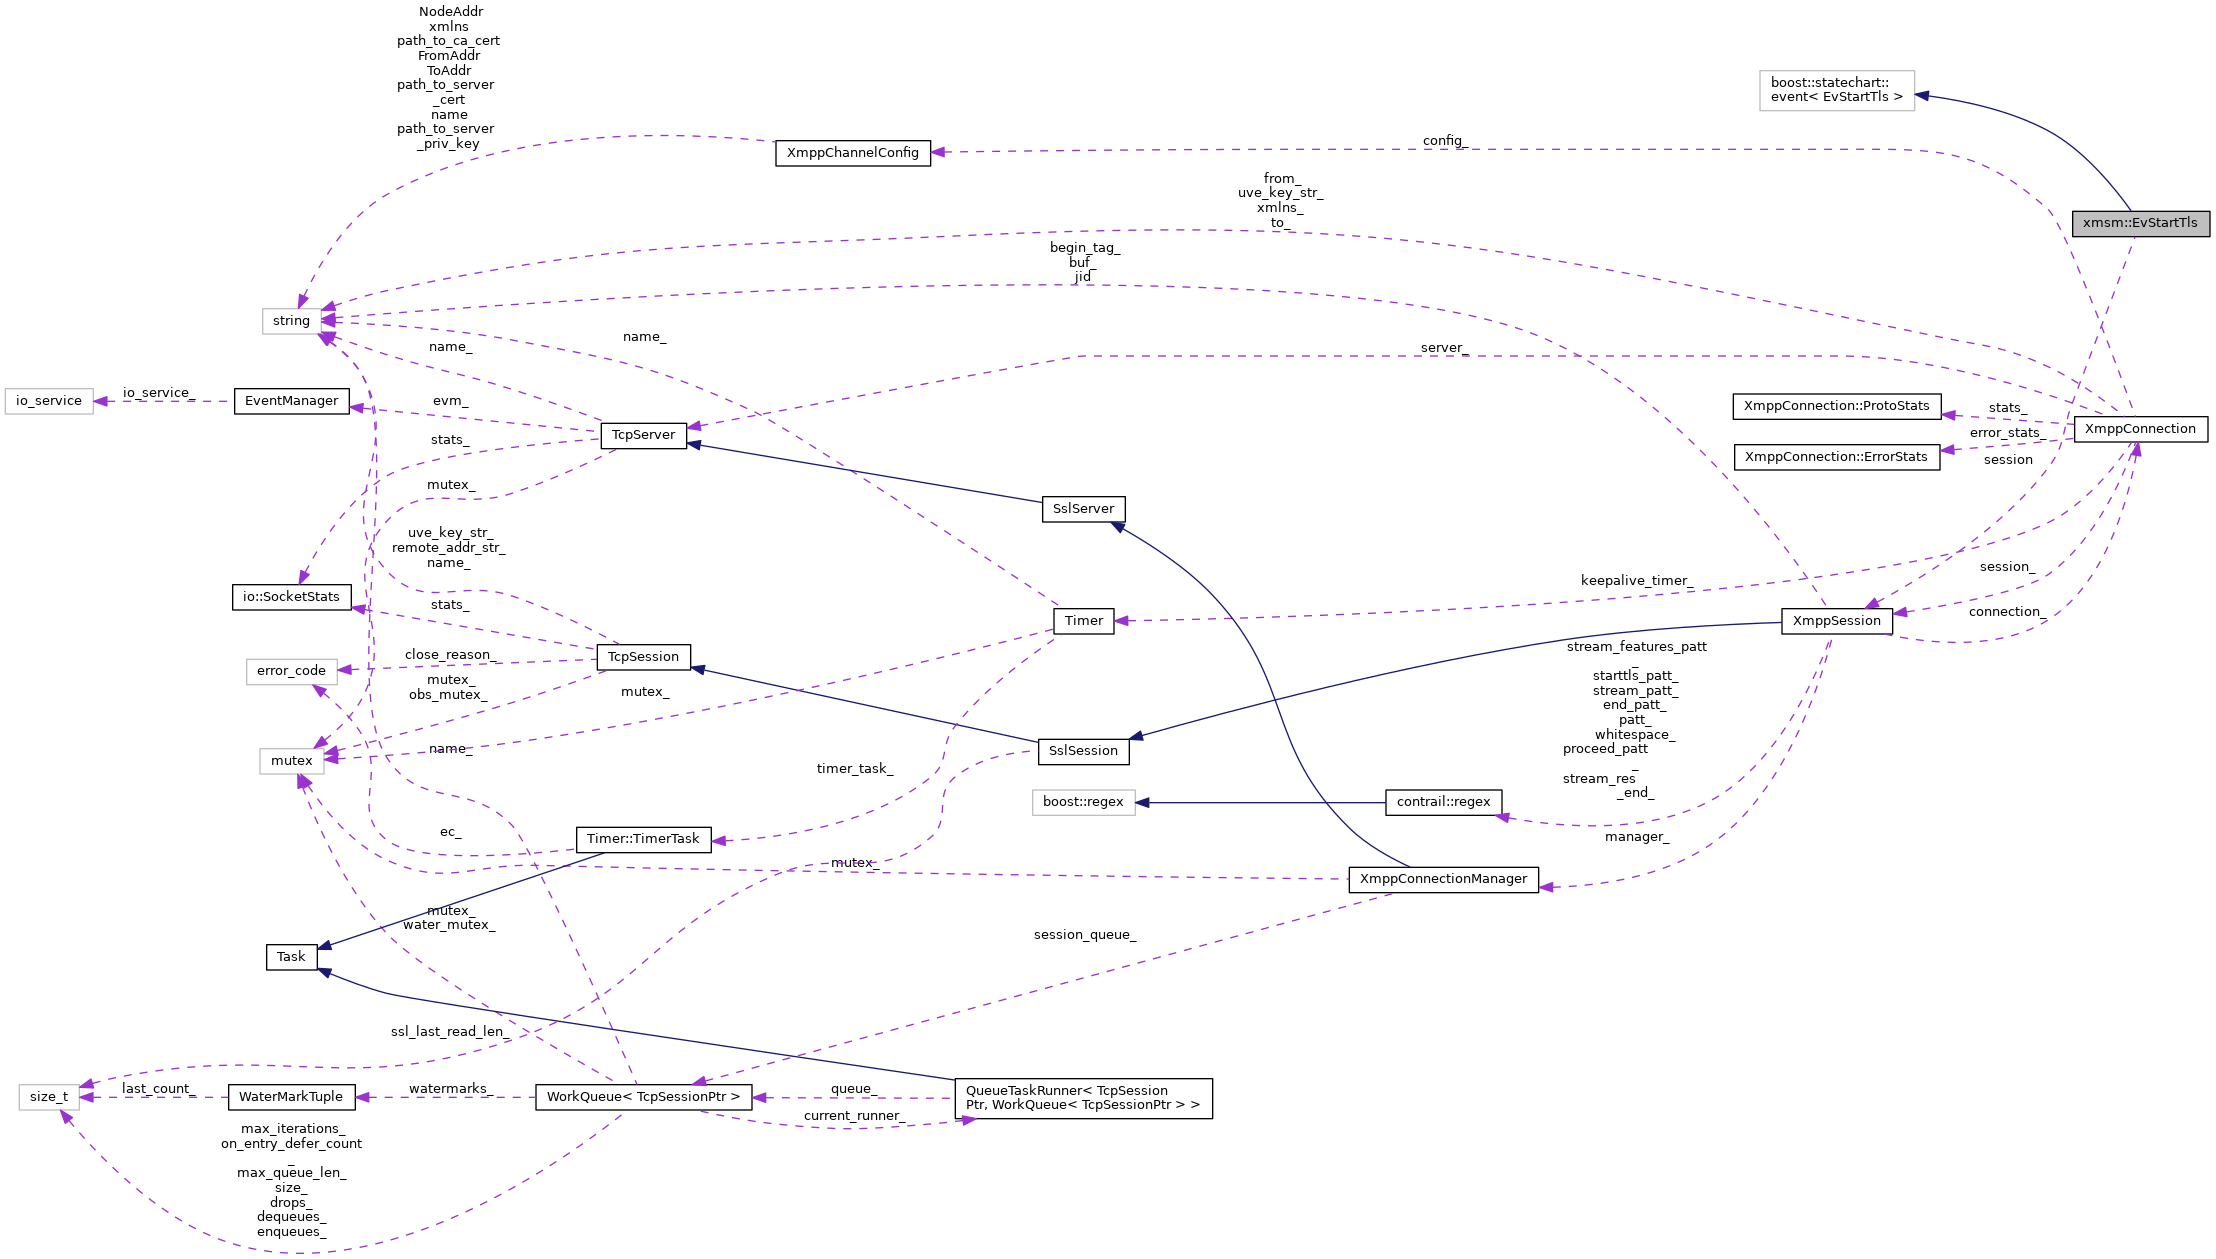 NodeAddr
xmlns
path_to_ca_cert
FromAddr
ToAddr
path_to_server
_cert
name
path_to_server
_priv_key
boost::statechart::
event< EvStartTls >
config_
XmppChannelConfig
from_
uve_key_str_
xmlns_
to_
xmsm::EvStartTls
begin_tag_
buf_
jid
string
name_
name_
server_
io_service
io_service_
EventManager
evm_
TcpServer
stats_
XmppConnection::ProtoStats
stats_
error_stats_
XmppConnection
XmppConnection::ErrorStats
session
mutex_
SslServer
uve_key_str_
remote_addr_str_
name_
io::SocketStats
stats_
keepalive_timer_
session_
connection_
Timer
XmppSession
error_code
close_reason_
TcpSession
mutex_
obs_mutex_
mutex_
stream_features_patt
_
starttls_patt_
stream_patt_
end_patt_
patt_
whitespace_
proceed_patt
_
stream_res
_end_
mutex
name_
SslSession
timer_task_
boost::regex
contrail::regex
ec_
Timer::TimerTask
manager_
mutex_
XmppConnectionManager
mutex_
water_mutex_
session_queue_
Task
ssl_last_read_len_
size_t
last_count_
WaterMarkTuple
watermarks_
WorkQueue< TcpSessionPtr >
queue_
current_runner_
QueueTaskRunner< TcpSession
Ptr, WorkQueue< TcpSessionPtr > >
max_iterations_
on_entry_defer_count
_
max_queue_len_
size_
drops_
dequeues_
enqueues_